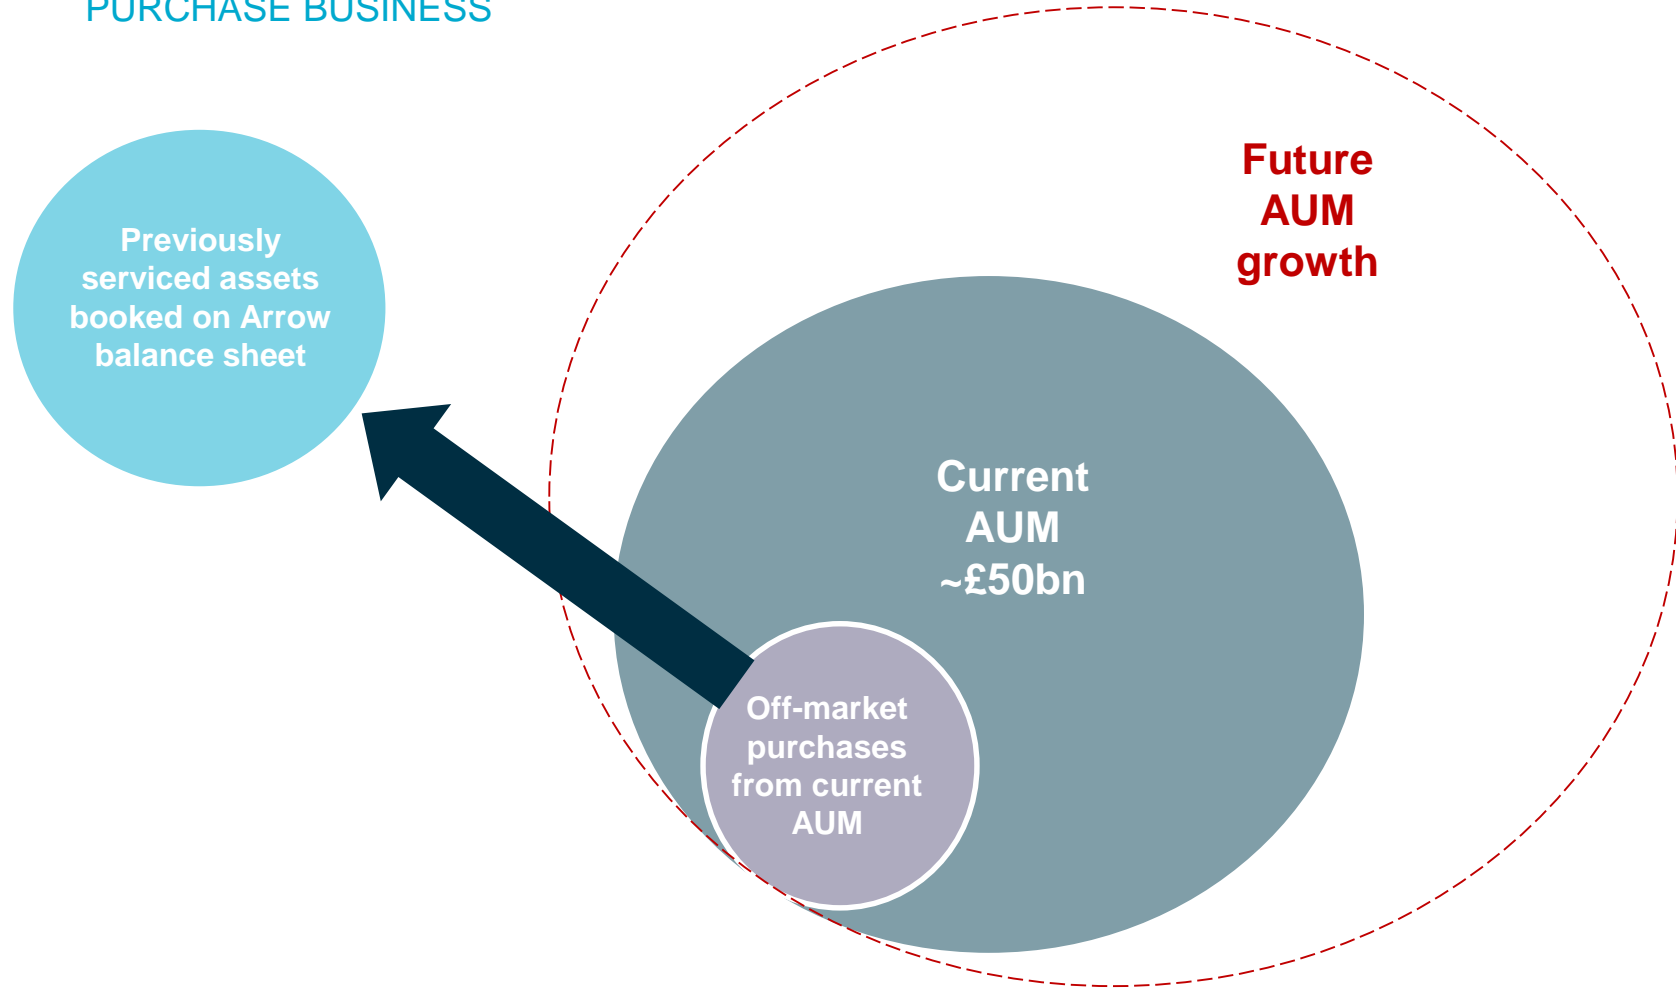 PURCHASE BUSINESS
Previously
serviced assets
booked on Arrow
balance sheet
Future
AUM
growth
Current
AUM
~£50bn
Off-market
purchases
from current
AUM